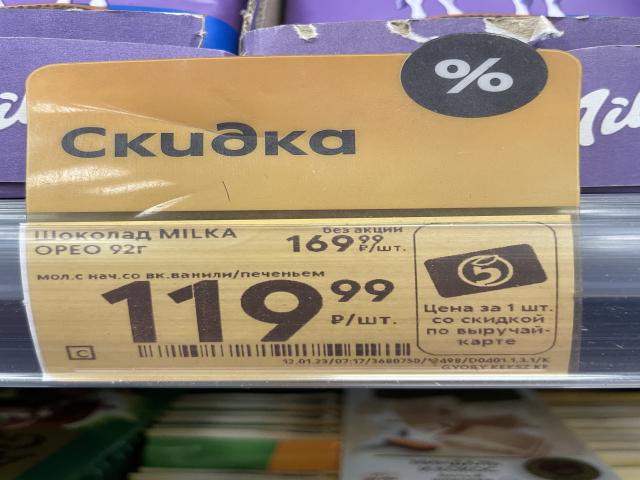 %
Скидка
Шоколад MILKA
ОРЕО 92г
без акции
169 99
₽/шт.
мол.с нач.со вк.ванили/печеньем
119 99
₽/шт.
5
Цена за 1 шт.
со скидкой
по выручай-
карте
C
12.01.23/07:17/3680750/